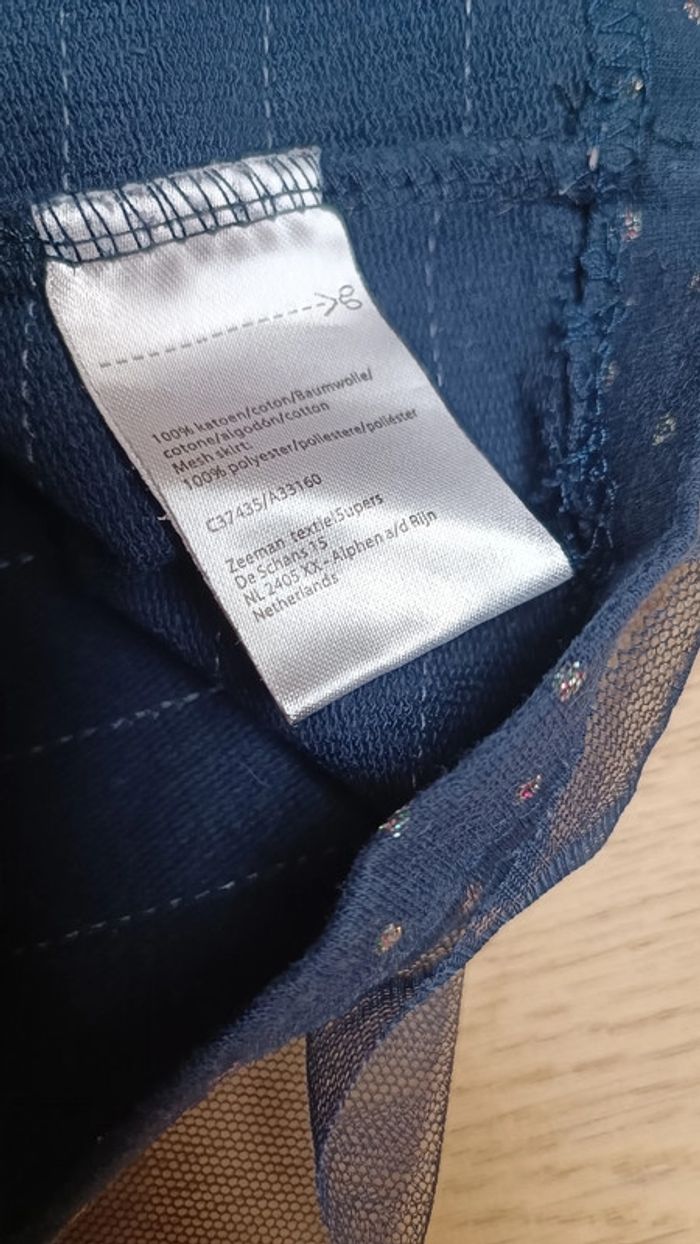 100% katoen/coton/Baumwolle/
cotone/algodón/cotton
Mesh skirt:
100% polyester/poliestere/poliéster
C37435/A33160
Zeeman textielSupers
De Schans 15
NL 2405 XX - Alphen a/d Rijn
Netherlands